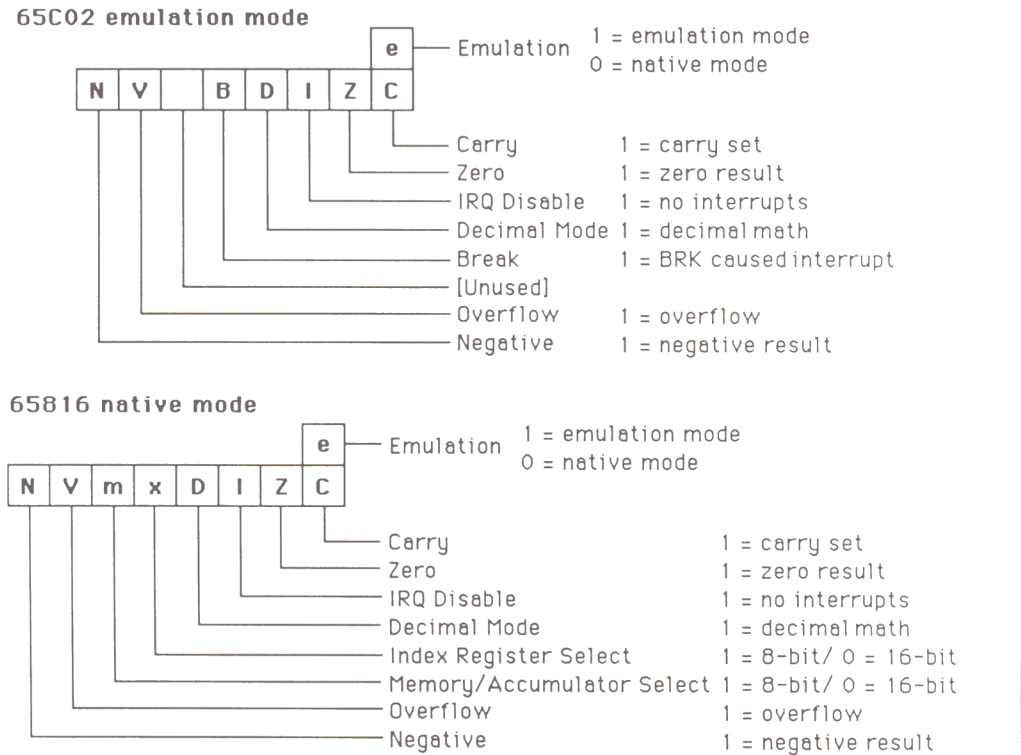 65C02 emulation mode
e Emulation 1 = emulation mode
0 = native mode
N V B D I Z C
Carry 1 = carry set
Zero 1 = zero result
IRQ Disable 1 = no interrupts
Decimal Mode 1 = decimal math
Break 1 = BRK caused interrupt
[Unused]
Overflow 1 = overflow
Negative 1 = negative result
65816 native mode
e Emulation 1 = emulation mode
0 = native mode
N V m x D I Z C
Carry 1 = carry set
Zero 1 = zero result
IRQ Disable 1 = no interrupts
Decimal Mode 1 = decimal math
Index Register Select 1 = 8-bit/ 0 = 16-bit
Memory/Accumulator Select 1 = 8-bit/ 0 = 16-bit
Overflow 1 = overflow
Negative 1 = negative result